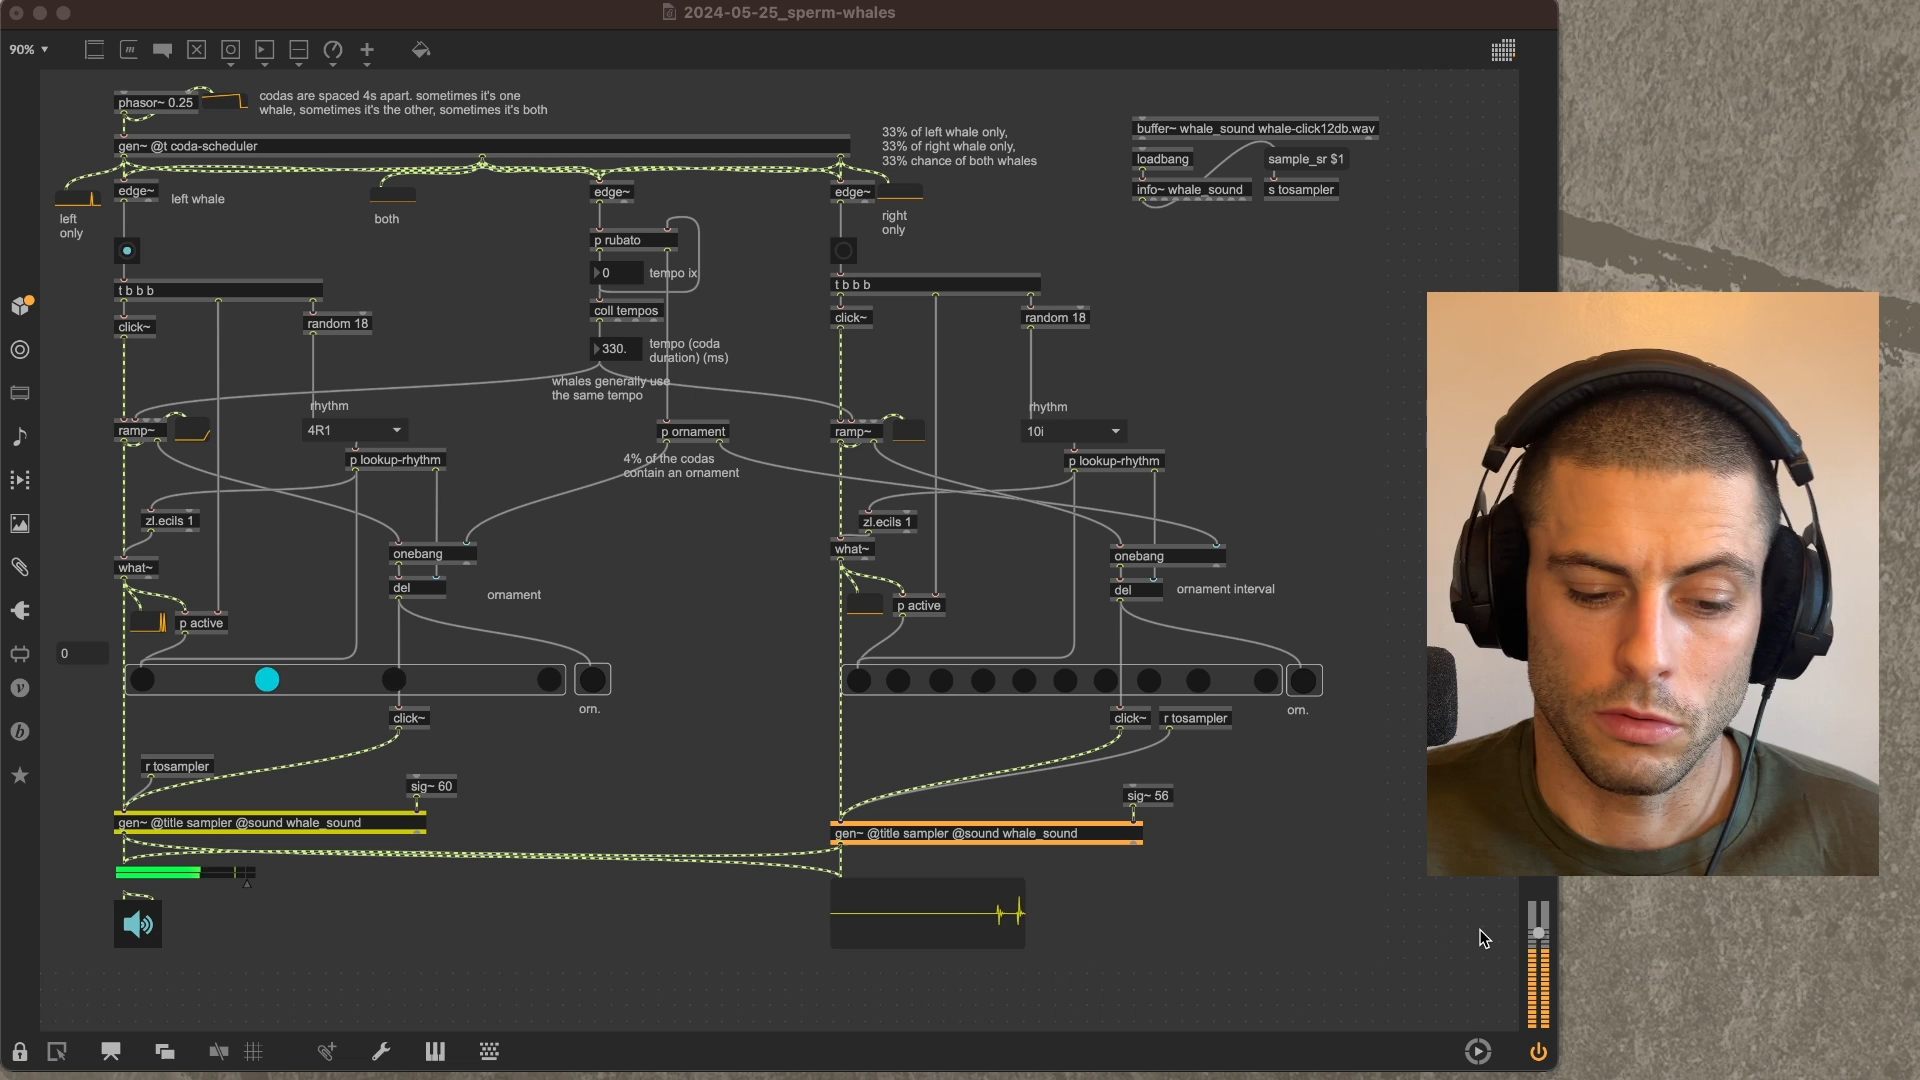 2024-05-25_sperm-whales
90%
phasor~ 0.25
codas are spaced 4s apart. sometimes it's one
whale, sometimes it's the other, sometimes it's both
gen~ @t coda-scheduler
33% of left whale only,
33% of right whale only,
33% chance of both whales
buffer~ whale_sound whale-click12db.wav
loadbang
sample_sr $1
info~ whale_sound
s tosampler
edge~
left whale
edge~
edge~
left
only
both
right
only
p rubato
0
tempo ix
t b b b
t b b b
coll tempos
click~
random 18
click~
random 18
330.
tempo (coda
duration) (ms)
whales generally use
the same tempo
rhythm
rhythm
ramp~
4R1
p ornament
ramp~
10i
p lookup-rhythm
4% of the codas
contain an ornament
p lookup-rhythm
zl.ecils 1
zl.ecils 1
what~
onebang
what~
onebang
del
ornament
del
ornament interval
p active
p active
0
orn.
orn.
click~
click~
r tosampler
r tosampler
sig~ 60
sig~ 56
gen~ @title sampler @sound whale_sound
gen~ @title sampler @sound whale_sound